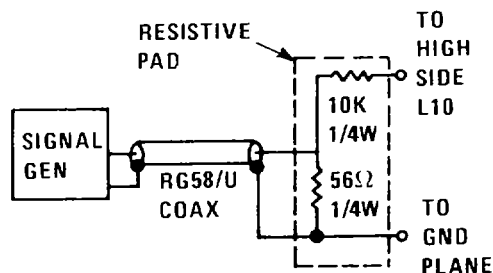 RESISTIVE
PAD
TO
HIGH
SIDE
L10
10K
1/4W
SIGNAL
GEN
RG58/U
COAX
56Ω
1/4W
TO
GND
PLANE